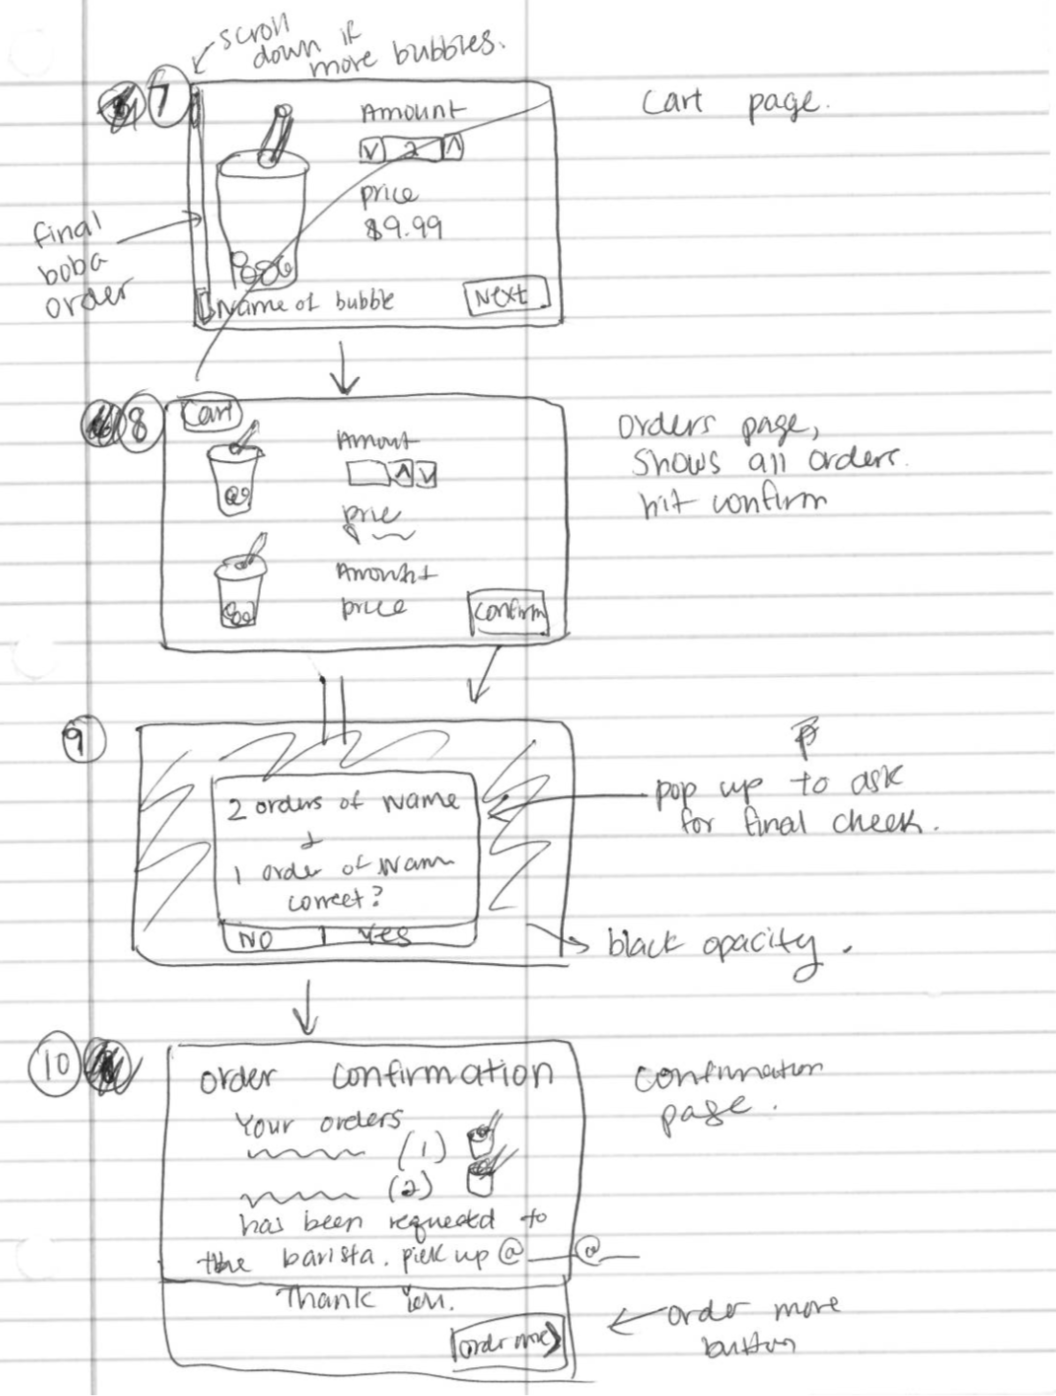 scroll
down if
more bubbles.
7
Cart page.
Amount
V 2 Λ
price
$9.99
final
boba
order
Name of bubble
Next
8
Cart
Orders page,
Shows all orders.
hit confirm
Amout
Λ V
price
Amount
price
Confirm
9
2 orders of Name
&
1 order of Name
correct?
NO | Yes
pop up to ask
for final check.
black opacity.
10
order confirmation
Your orders
(1)
(2)
has been requested to
the barista. pick up @ __ @ __
Thank You.
order more
confirmation
page.
order more
button